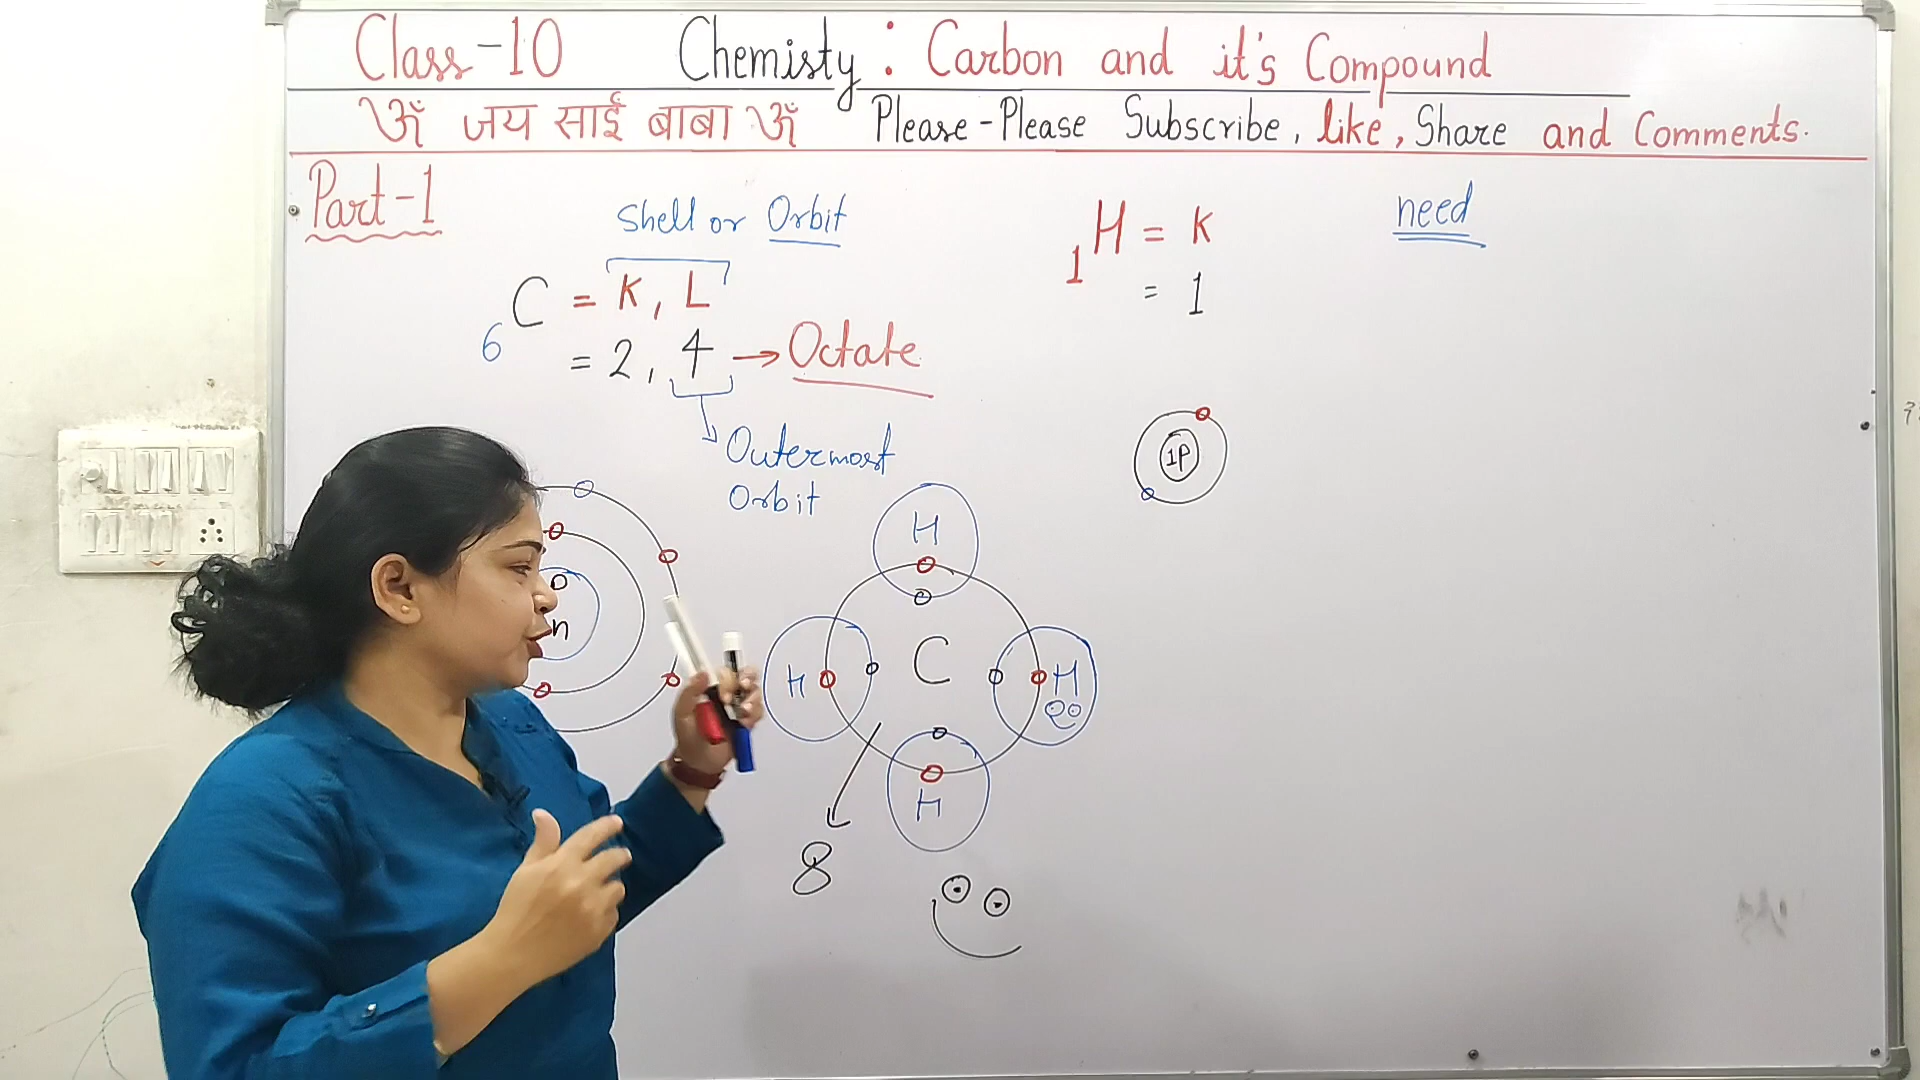 Class-10 Chemisty : Carbon and it's Compound
ॐ जय साईं बाबा ॐ Please-Please Subscribe, like, Share and Comments.
Part-1
Shell or Orbit
1H = K
need
= 1
6C = K, L
= 2, 4 → Octate
Outermost
Orbit
1P
H
n
C
H
H
H
8